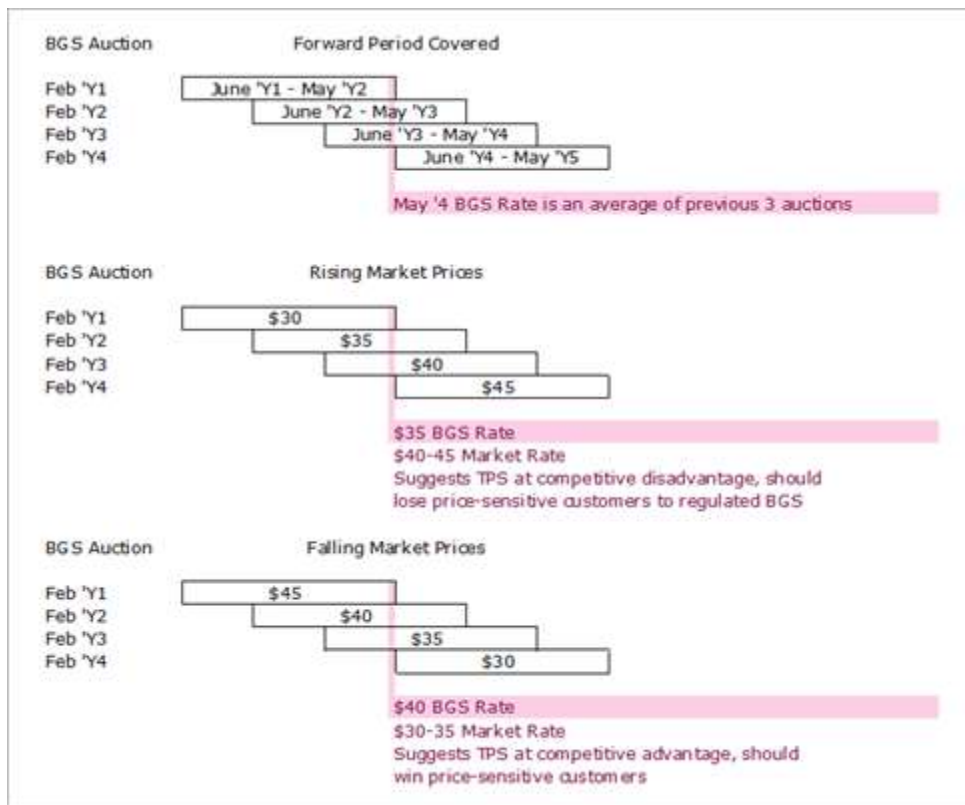 BGS Auction Forward Period Covered
Feb 'Y1 June 'Y1 - May 'Y2
Feb 'Y2 June 'Y2 - May 'Y3
Feb 'Y3 June 'Y3 - May 'Y4
Feb 'Y4 June 'Y4 - May 'Y5
May '4 BGS Rate is an average of previous 3 auctions
BGS Auction Rising Market Prices
Feb 'Y1 $30
Feb 'Y2 $35
Feb 'Y3 $40
Feb 'Y4 $45
$35 BGS Rate
$40-45 Market Rate
Suggests TPS at competitive disadvantage, should
lose price-sensitive customers to regulated BGS
BGS Auction Falling Market Prices
Feb 'Y1 $45
Feb 'Y2 $40
Feb 'Y3 $35
Feb 'Y4 $30
$40 BGS Rate
$30-35 Market Rate
Suggests TPS at competitive advantage, should
win price-sensitive customers